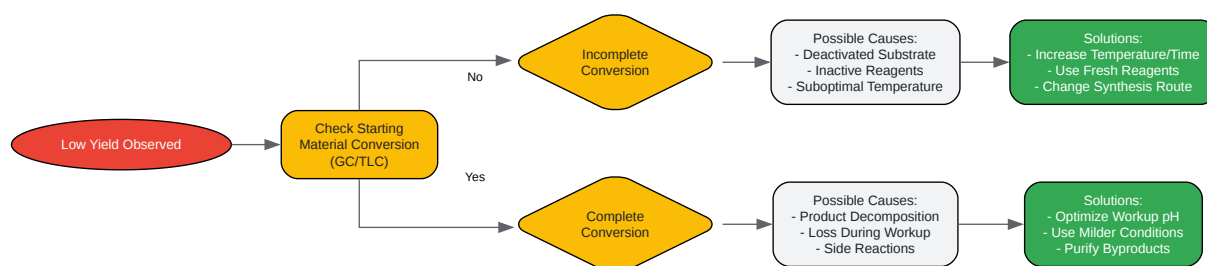 Low Yield Observed
Check Starting
Material Conversion
(GC/TLC)
No
Incomplete
Conversion
Possible Causes:
- Deactivated Substrate
- Inactive Reagents
- Suboptimal Temperature
Solutions:
- Increase Temperature/Time
- Use Fresh Reagents
- Change Synthesis Route
Yes
Complete
Conversion
Possible Causes:
- Product Decomposition
- Loss During Workup
- Side Reactions
Solutions:
- Optimize Workup pH
- Use Milder Conditions
- Purify Byproducts